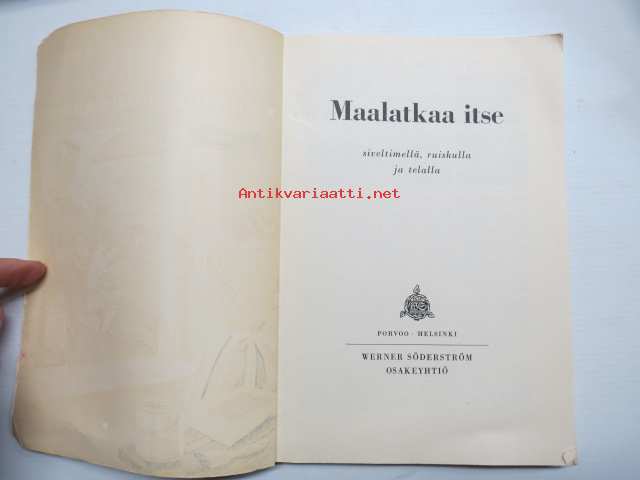 Maalatkaa itse
siveltimellä, ruiskulla
ja telalla
Antikvariaatti.net
PORVOO · HELSINKI
WERNER SÖDERSTRÖM
OSAKEYHTIÖ